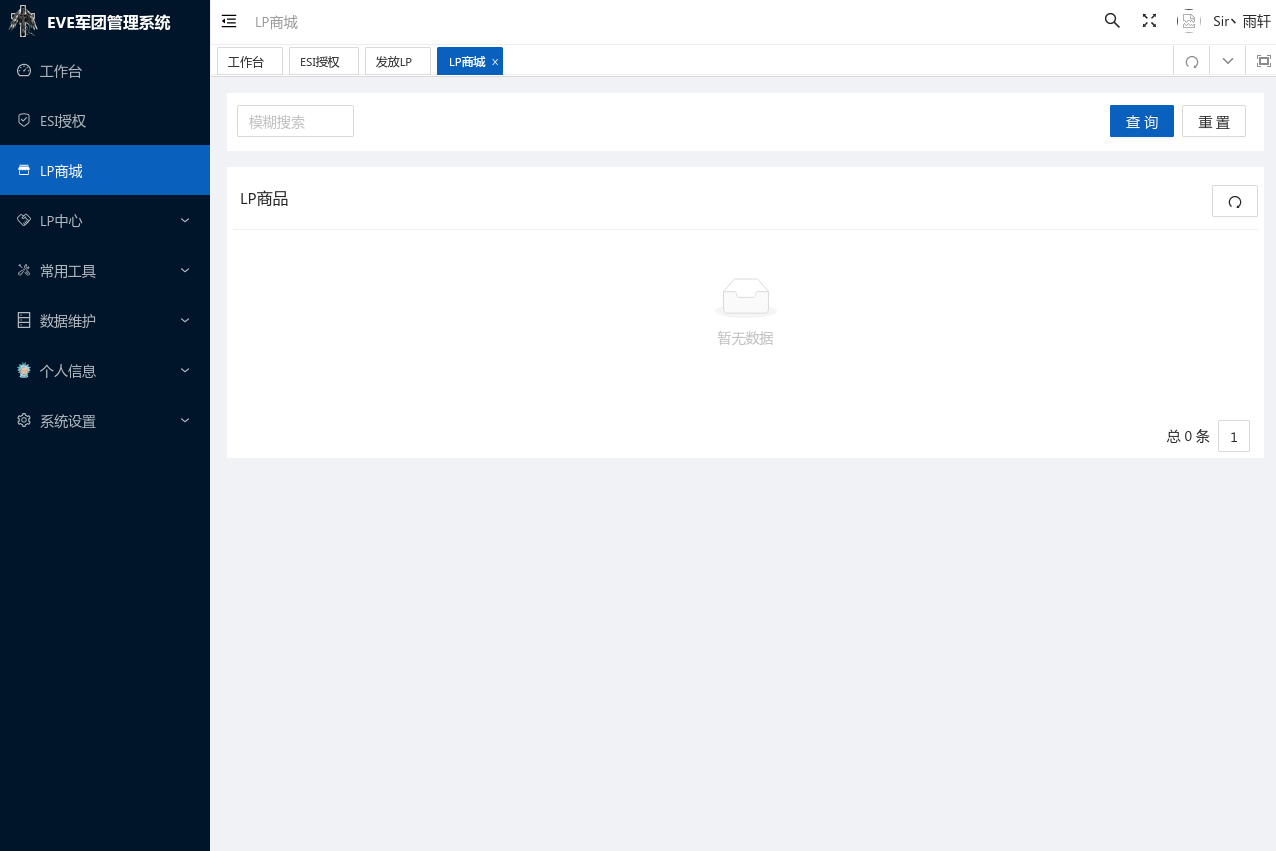 EVE军团管理系统
LP商城
Sir丶雨轩
工作台
ESI授权
发放LP
LP商城
×
工作台
ESI授权
LP商城
LP中心
常用工具
数据维护
个人信息
系统设置
模糊搜索
查 询
重 置
LP商品
暂无数据
总 0 条
1